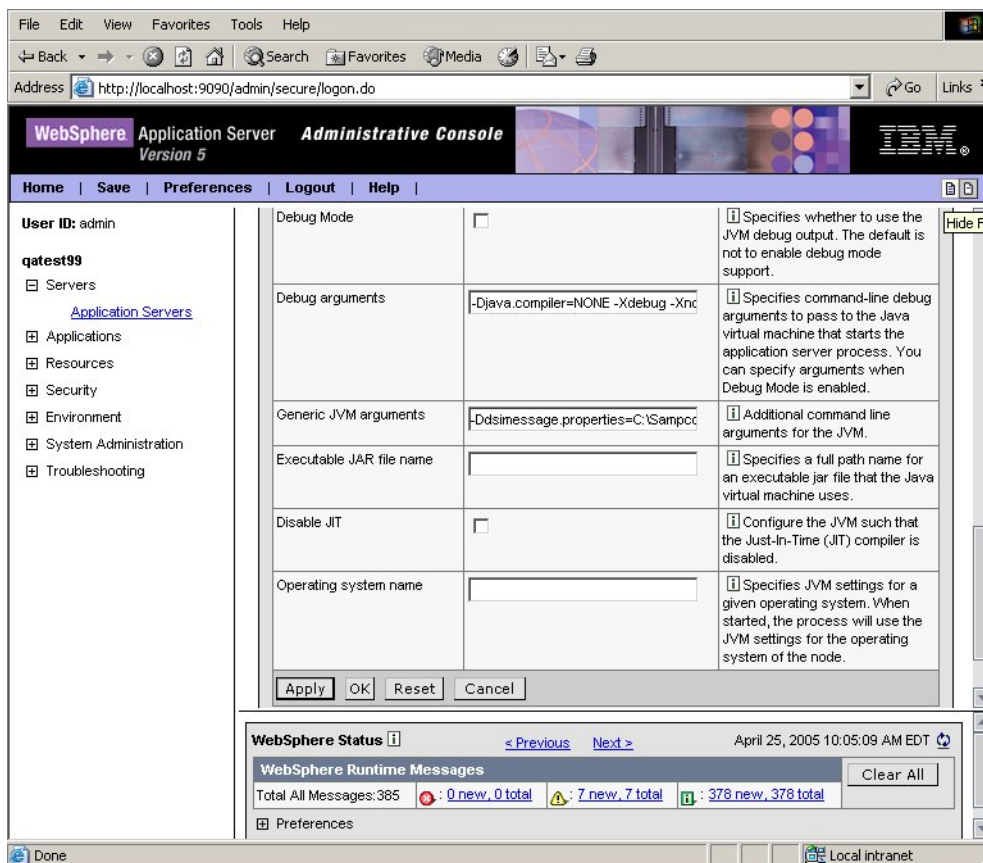 File Edit View Favorites Tools Help
Back Search Favorites Media
Address http://localhost:9090/admin/secure/logon.do Go Links
WebSphere Application Server Administrative Console
Version 5
IBM
Home | Save | Preferences | Logout | Help |
User ID: admin
qatest99
Servers
Application Servers
Applications
Resources
Security
Environment
System Administration
Troubleshooting
Hide
Debug Mode
Specifies whether to use the
JVM debug output. The default is
not to enable debug mode
support.
Debug arguments
-Djava.compiler=NONE -Xdebug
Specifies command-line debug
arguments to pass to the Java
virtual machine that starts the
application server process. You
can specify arguments when
Debug Mode is enabled.
Generic JVM arguments
-Ddsimessage.properties=C:\Sampcc
Additional command line
arguments for the JVM.
Executable JAR file name
Specifies a full path name for
an executable jar file that the Java
virtual machine uses.
Disable JIT
Configure the JVM such that
the Just-In-Time (JIT) compiler is
disabled.
Operating system name
Specifies JVM settings for a
given operating system. When
started, the process will use the
JVM settings for the operating
system of the node.
Apply OK Reset Cancel
WebSphere Status < Previous Next > April 25, 2005 10:05:09 AM EDT
WebSphere Runtime Messages
Clear All
Total All Messages:385 : 0 new, 0 total : 7 new, 7 total : 378 new, 378 total
Preferences
Done Local intranet